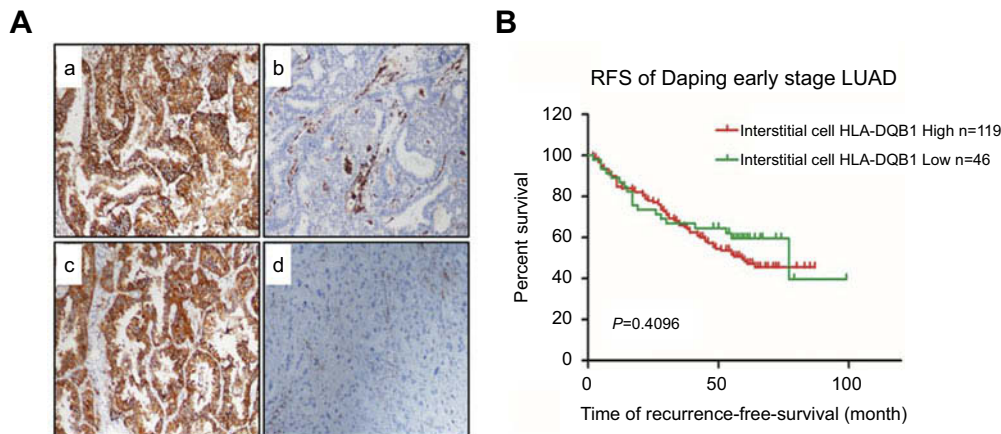 A
a
b
c
d
B
RFS of Daping early stage LUAD
120
100
80
60
40
20
0
Percent survival
Interstitial cell HLA-DQB1 High n=119
Interstitial cell HLA-DQB1 Low n=46
P=0.4096
0
50
100
Time of recurrence-free-survival (month)